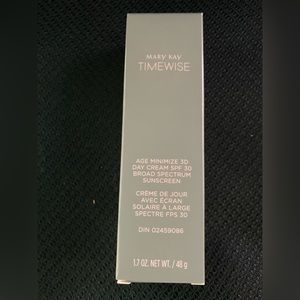 MARY KAY
TIMEWISE
AGE MINIMIZE 3D
DAY CREAM SPF 30
BROAD SPECTRUM
SUNSCREEN
CRÈME DE JOUR
AVEC ÉCRAN
SOLAIRE À LARGE
SPECTRE FPS 30
DIN 02459086
1.7 OZ. NET WT. / 48 g